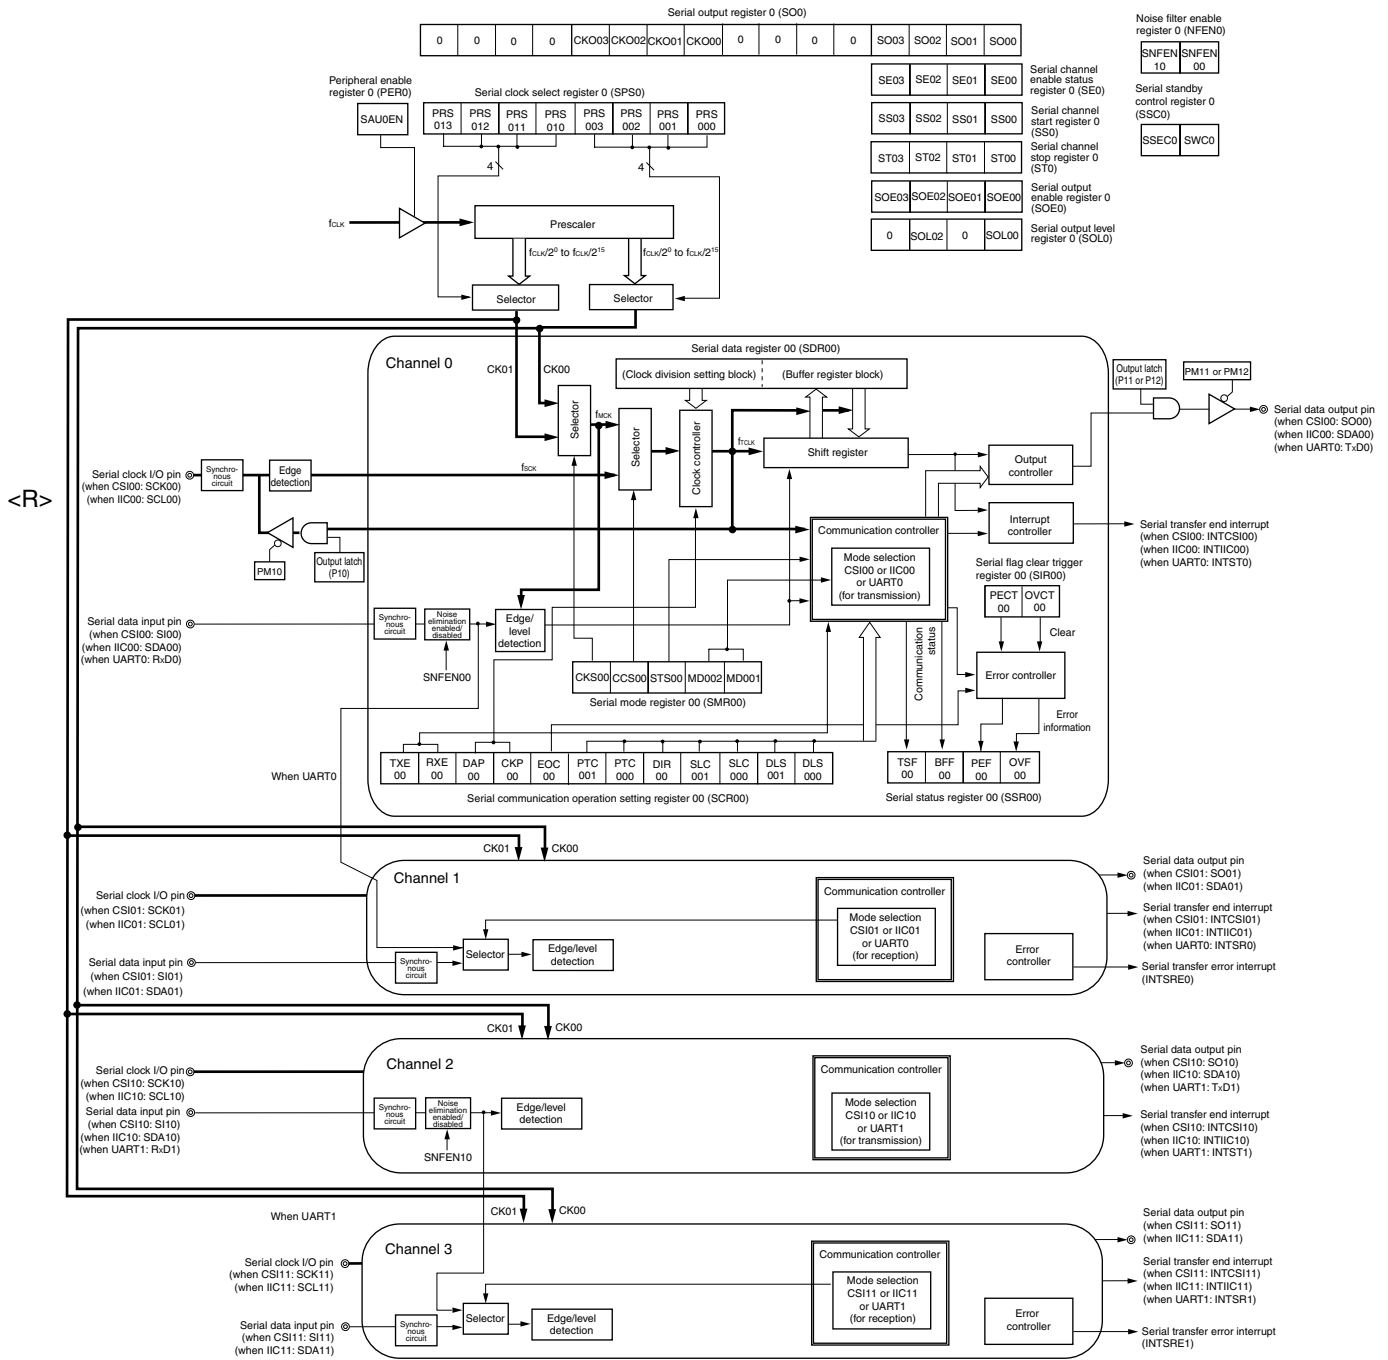 Serial output register 0 (SO0)
0 0 0 0 CKO03 CKO02 CKO01 CKO00 0 0 0 0 SO03 SO02 SO01 SO00
Noise filter enable
register 0 (NFEN0)
SNFEN
10
SNFEN
00
Peripheral enable
register 0 (PER0)
SAU0EN
Serial clock select register 0 (SPS0)
PRS
013
PRS
012
PRS
011
PRS
010
PRS
003
PRS
002
PRS
001
PRS
000
4
4
SE03 SE02 SE01 SE00
Serial channel
enable status
register 0 (SE0)
SS03 SS02 SS01 SS00
Serial channel
start register 0
(SS0)
ST03 ST02 ST01 ST00
Serial channel
stop register 0
(ST0)
SOE03 SOE02 SOE01 SOE00
Serial output
enable register 0
(SOE0)
0 SOL02 0 SOL00
Serial output level
register 0 (SOL0)
Serial standby
control register 0
(SSC0)
SSEC0 SWC0
fCLK
Prescaler
fCLK/2⁰ to fCLK/2¹⁵
fCLK/2⁰ to fCLK/2¹⁵
Selector
Selector
<R>
Channel 0
CK01
CK00
Serial data register 00 (SDR00)
(Clock division setting block)
(Buffer register block)
Selector
fMCK
Selector
Clock controller
fTCLK
Shift register
fSCK
Output
controller
Interrupt
controller
Output latch
(P11 or P12)
PM11 or PM12
Serial data output pin
(when CSI00: SO00)
(when IIC00: SDA00)
(when UART0: TxD0)
Serial clock I/O pin
(when CSI00: SCK00)
(when IIC00: SCL00)
Synchro-
nous
circuit
Edge
detection
PM10
Output latch
(P10)
Communication controller
Mode selection
CSI00 or IIC00
or UART0
(for transmission)
Serial transfer end interrupt
(when CSI00: INTCSI00)
(when IIC00: INTIIC00)
(when UART0: INTST0)
Serial flag clear trigger
register 00 (SIR00)
PECT
00
OVCT
00
Clear
Error controller
Error
information
Communication
status
Serial data input pin
(when CSI00: SI00)
(when IIC00: SDA00)
(when UART0: RxD0)
Synchro-
nous
circuit
Noise
elimination
enabled/
disabled
SNFEN00
Edge/
level
detection
CKS00 CCS00 STS00 MD002 MD001
Serial mode register 00 (SMR00)
When UART0
TXE
00
RXE
00
DAP
00
CKP
00
EOC
00
PTC
001
PTC
000
DIR
00
SLC
001
SLC
000
DLS
001
DLS
000
Serial communication operation setting register 00 (SCR00)
TSF
00
BFF
00
PEF
00
OVF
00
Serial status register 00 (SSR00)
CK01
CK00
Channel 1
Serial clock I/O pin
(when CSI01: SCK01)
(when IIC01: SCL01)
Serial data input pin
(when CSI01: SI01)
(when IIC01: SDA01)
Synchro-
nous
circuit
Selector
Edge/level
detection
Communication controller
Mode selection
CSI01 or IIC01
or UART0
(for reception)
Error
controller
Serial data output pin
(when CSI01: SO01)
(when IIC01: SDA01)
Serial transfer end interrupt
(when CSI01: INTCSI01)
(when IIC01: INTIIC01)
(when UART0: INTSR0)
Serial transfer error interrupt
(INTSRE0)
CK01
CK00
Channel 2
Serial clock I/O pin
(when CSI10: SCK10)
(when IIC10: SCL10)
Serial data input pin
(when CSI10: SI10)
(when IIC10: SDA10)
(when UART1: RxD1)
Synchro-
nous
circuit
Noise
elimination
enabled/
disabled
SNFEN10
Edge/level
detection
Communication controller
Mode selection
CSI10 or IIC10
or UART1
(for transmission)
Serial data output pin
(when CSI10: SO10)
(when IIC10: SDA10)
(when UART1: TxD1)
Serial transfer end interrupt
(when CSI10: INTCSI10)
(when IIC10: INTIIC10)
(when UART1: INTST1)
When UART1
CK01
CK00
Channel 3
Serial clock I/O pin
(when CSI11: SCK11)
(when IIC11: SCL11)
Serial data input pin
(when CSI11: SI11)
(when IIC11: SDA11)
Synchro-
nous
circuit
Selector
Edge/level
detection
Communication controller
Mode selection
CSI11 or IIC11
or UART1
(for reception)
Error
controller
Serial data output pin
(when CSI11: SO11)
(when IIC11: SDA11)
Serial transfer end interrupt
(when CSI11: INTCSI11)
(when IIC11: INTIIC11)
(when UART1: INTSR1)
Serial transfer error interrupt
(INTSRE1)